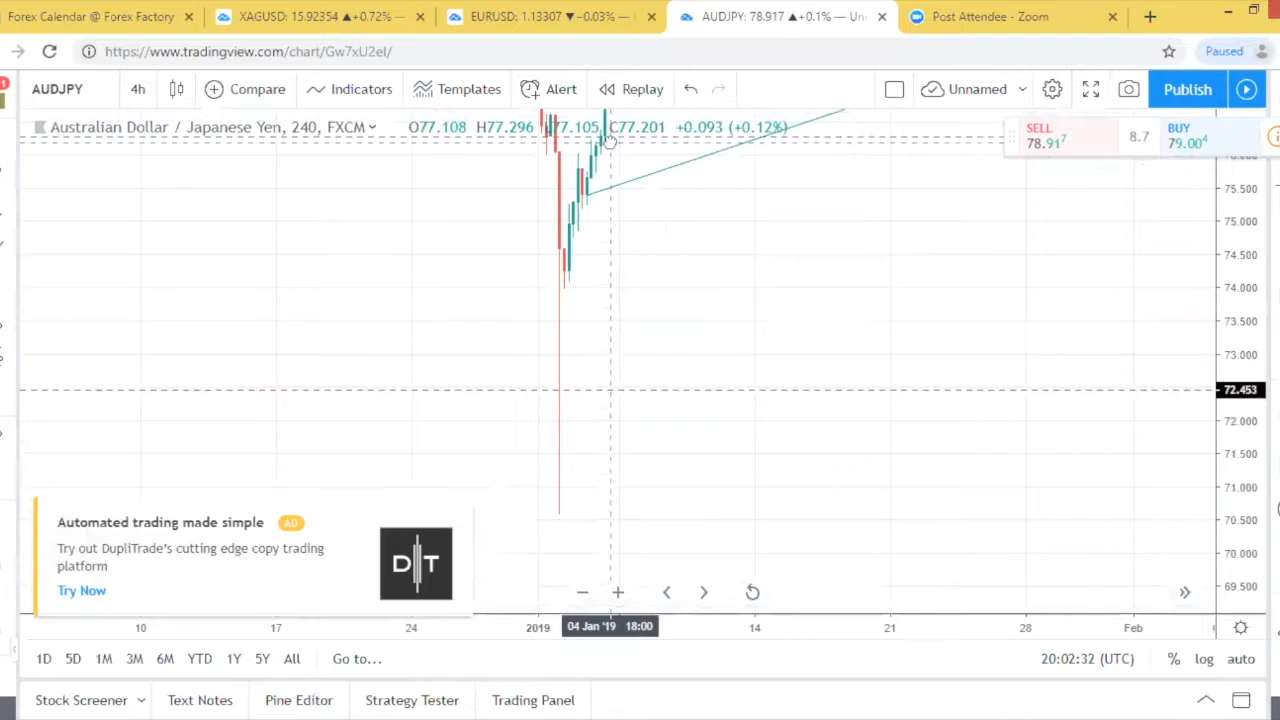 Forex Calendar @ Forex Factory
XAGUSD: 15.92354 ▲+0.72% —
EURUSD: 1.13307 ▼−0.03% —
AUDJPY: 78.917 ▲+0.1% — Un
Post Attendee - Zoom
https://www.tradingview.com/chart/Gw7xU2eI/
Paused
3
AUDJPY 4h Compare Indicators Templates Alert Replay Unnamed Publish
Australian Dollar / Japanese Yen, 240, FXCM O77.108 H77.296 77.105 C77.201 +0.093 (+0.12%)
SELL
78.917
8.7
BUY
79.004
75.500
75.000
74.500
74.000
73.500
73.000
72.453
72.000
71.500
71.000
70.500
70.000
69.500
Automated trading made simple AD
Try out DupliTrade's cutting edge copy trading
platform
Try Now
D T
10 17 24 2019 04 Jan '19 18:00 14 21 28 Feb
1D 5D 1M 3M 6M YTD 1Y 5Y All Go to... 20:02:32 (UTC) % log auto
Stock Screener Text Notes Pine Editor Strategy Tester Trading Panel